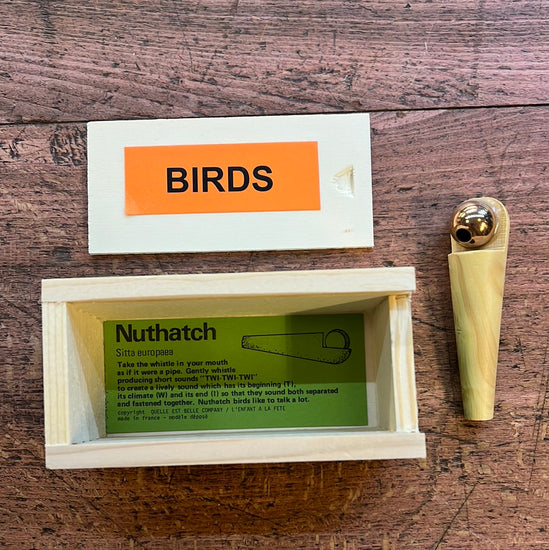 BIRDS
Nuthatch
Sitta europaea
Take the whistle in your mouth
as if it were a pipe. Gently whistle
producing short sounds "TWI-TWI-TWI"
to create a lively sound which has its beginning (T),
its climate (W) and its end (I) so that they sound both separated
and fastened together. Nuthatch birds like to talk a lot.
copyright QUELLE EST BELLE COMPANY / L'ENFANT A LA FETE
made in france - modèle déposé